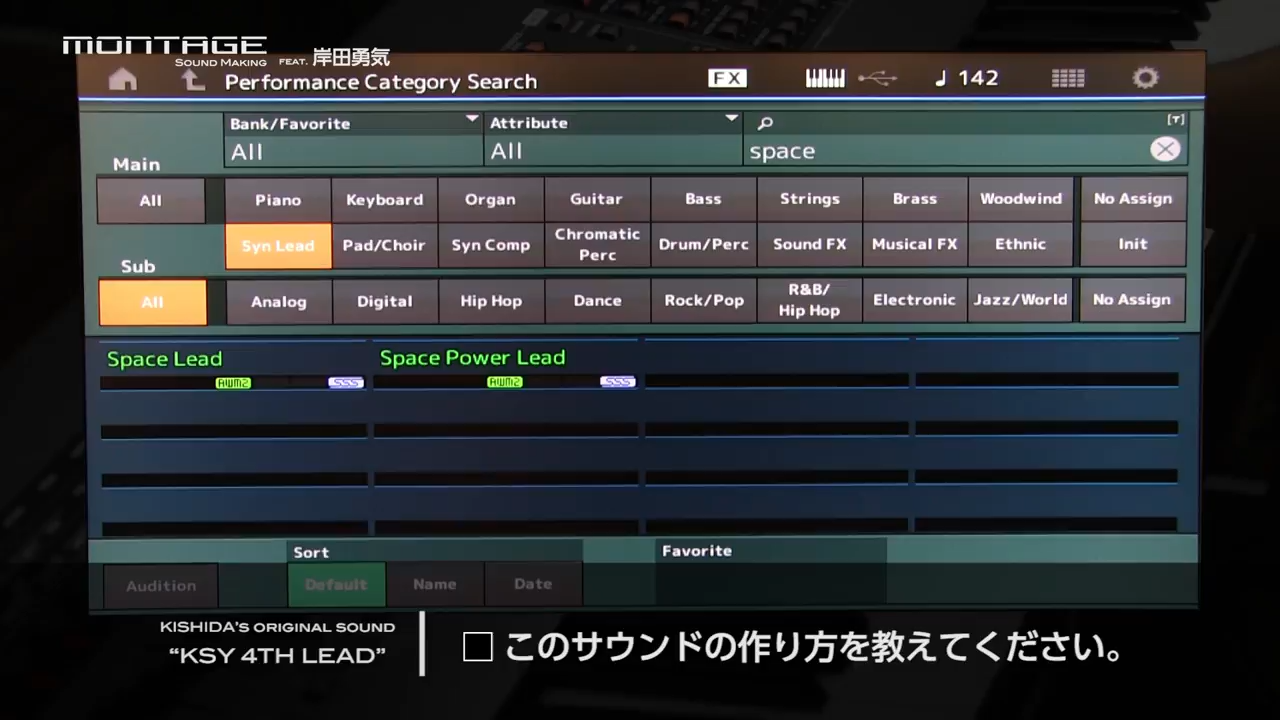 MONTAGE
SOUND MAKING FEAT. 岸田勇気
Performance Category Search
FX
♩ 142
Bank/Favorite
All
Attribute
All
[T]
space
Main
All
Piano Keyboard Organ Guitar Bass Strings Brass Woodwind No Assign
Syn Lead Pad/Choir Syn Comp Chromatic Perc Drum/Perc Sound FX Musical FX Ethnic Init
Sub
All Analog Digital Hip Hop Dance Rock/Pop R&B/ Hip Hop Electronic Jazz/World No Assign
Space Lead Space Power Lead
AWM2 SSS AWM2 SSS
Sort
Favorite
Audition Default Name Date
KISHIDA'S ORIGINAL SOUND
"KSY 4TH LEAD"
□ このサウンドの作り方を教えてください。